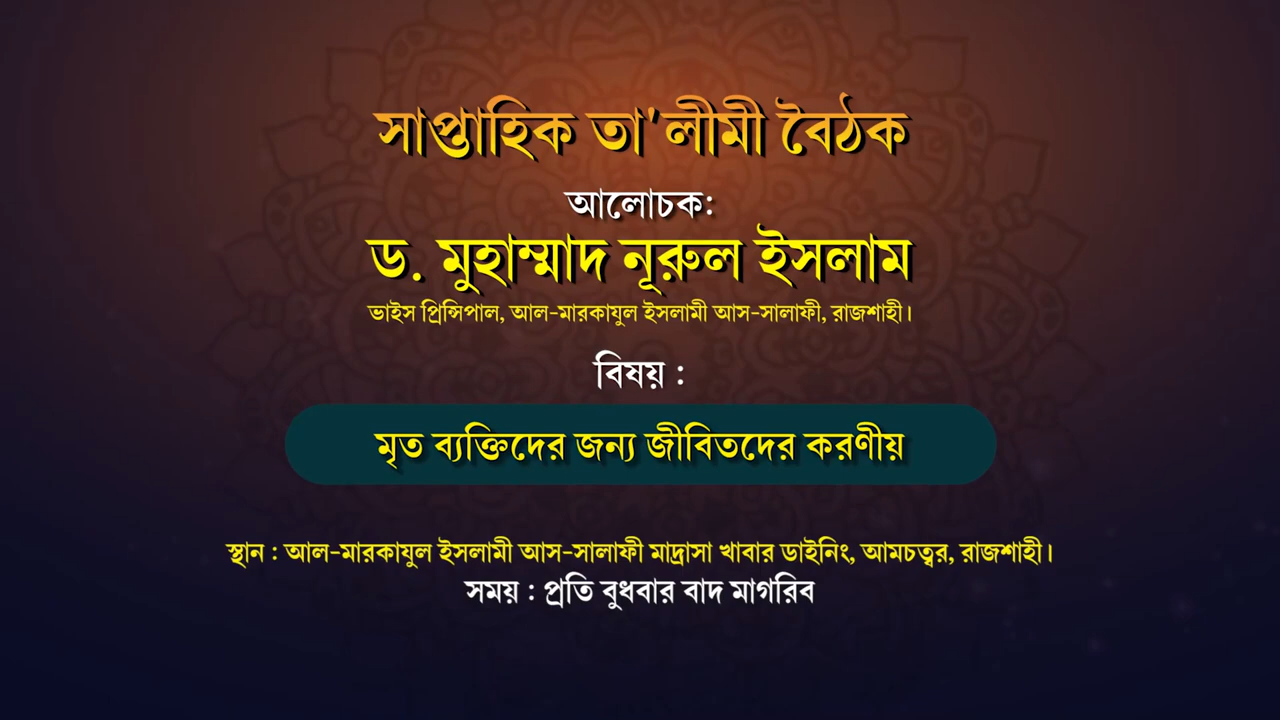 সাপ্তাহিক তা'লীমী বৈঠক
আলোচক:
ড. মুহাম্মাদ নূরুল ইসলাম
ভাইস প্রিন্সিপাল, আল-মারকাযুল ইসলামী আস-সালাফী, রাজশাহী।
বিষয় :
মৃত ব্যক্তিদের জন্য জীবিতদের করণীয়
স্থান : আল-মারকাযুল ইসলামী আস-সালাফী মাদ্রাসা খাবার ডাইনিং, আমচত্বর, রাজশাহী।
সময় : প্রতি বুধবার বাদ মাগরিব